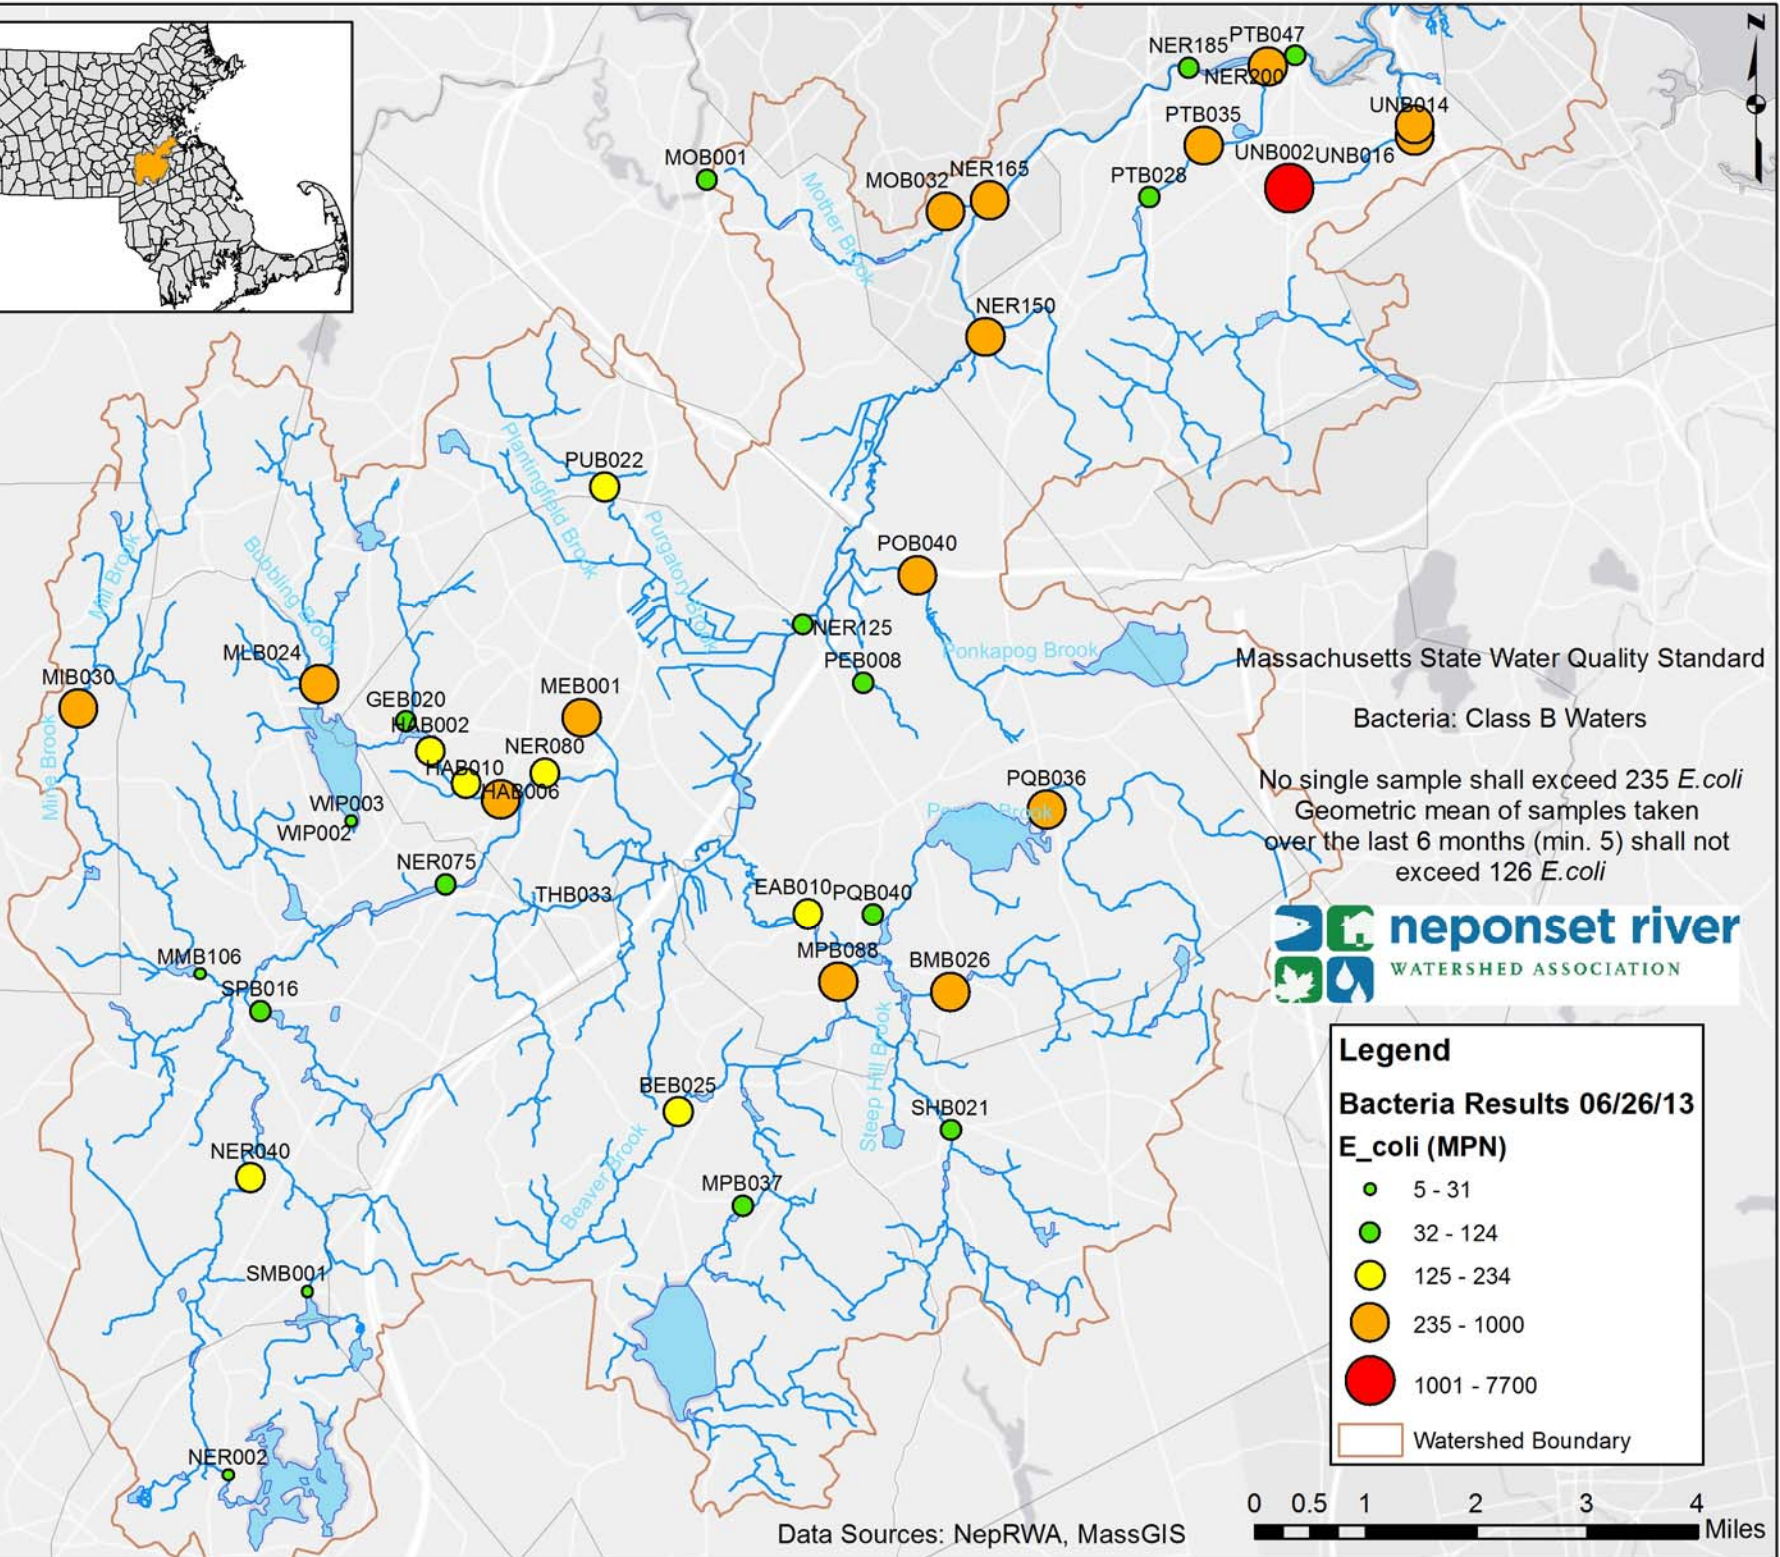 N
PTB047
NER185
NER200
UNB014
PTB035
MOB001
NER165
UNB002
UNB016
MOB032
PTB028
Mother Brook
NER150
Plantingfield Brook
PUB022
Purgatory Brook
Mill Brook
Bubbling Brook
POB040
NER125
Ponkapog Brook
PEB008
MLB024
MIB030
MEB001
GEB020
HAB002
NER080
HAB010
HAB006
Mine Brook
WIP003
WIP002
PQB036
Brook
NER075
THB033
EAB010
PQB040
MPB088
BMB026
MMB106
SPB016
Steep Hill Brook
BEB025
SHB021
NER040
Beaver Brook
MPB037
SMB001
NER002
Massachusetts State Water Quality Standard
Bacteria: Class B Waters
No single sample shall exceed 235 E.coli
Geometric mean of samples taken
over the last 6 months (min. 5) shall not
exceed 126 E.coli
neponset river
WATERSHED ASSOCIATION
Legend
Bacteria Results 06/26/13
E_coli (MPN)
5 - 31
32 - 124
125 - 234
235 - 1000
1001 - 7700
Watershed Boundary
0 0.5 1 2 3 4
Miles
Data Sources: NepRWA, MassGIS